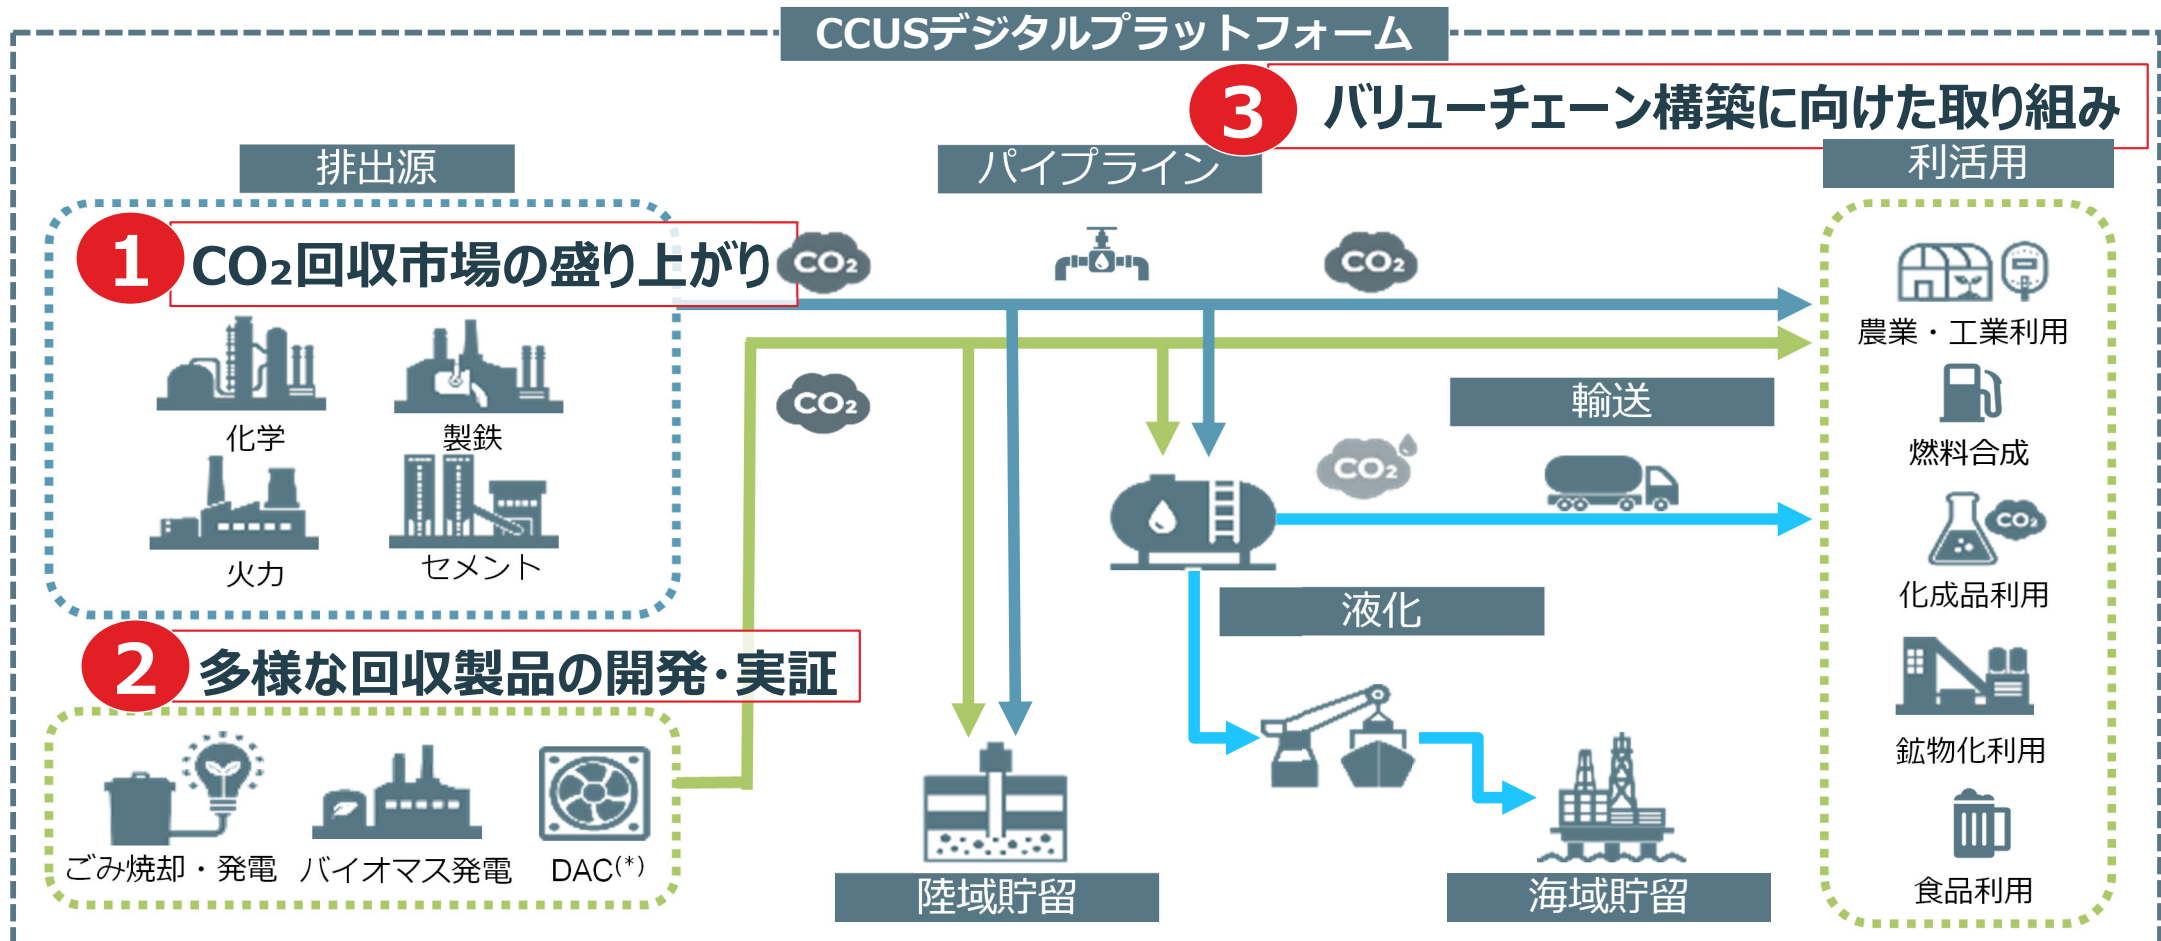 CCUSデジタルプラットフォーム
3
バリューチェーン構築に向けた取り組み
排出源
パイプライン
利活用
1
CO₂回収市場の盛り上がり
CO₂
CO₂
農業・工業利用
CO₂
化学
製鉄
輸送
燃料合成
CO₂
CO₂
火力
セメント
化成品利用
液化
2
多様な回収製品の開発・実証
鉱物化利用
ごみ焼却・発電
バイオマス発電
DAC(*)
陸域貯留
海域貯留
食品利用